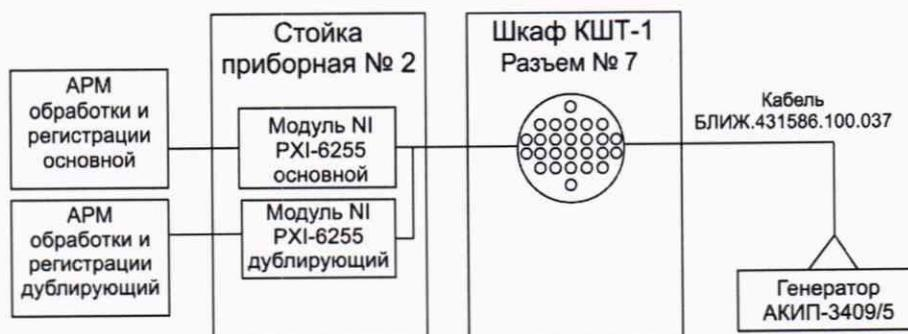 Стойка
приборная № 2
Шкаф КШТ-1
Разъем № 7
АРМ
обработки и
регистрации
основной
Модуль NI
PXI-6255
основной
Кабель
БЛИЖ.431586.100.037
АРМ
обработки и
регистрации
дублирующий
Модуль NI
PXI-6255
дублирующий
Генератор
АКИП-3409/5